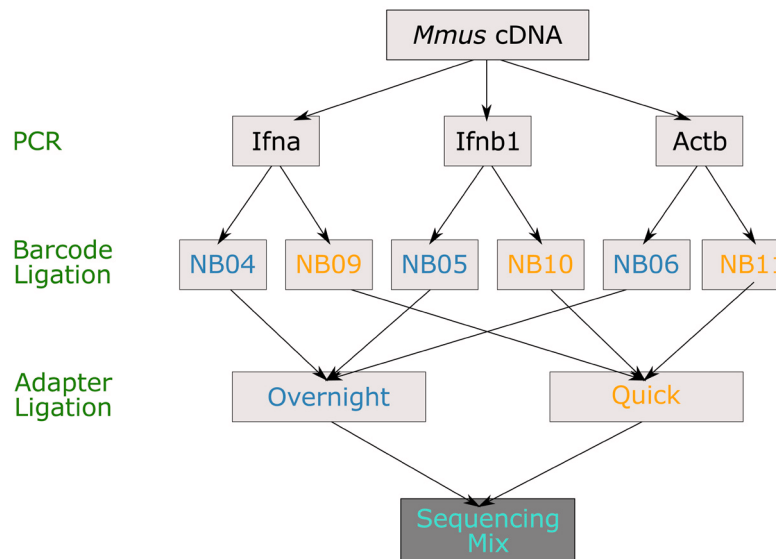 Mmus cDNA
PCR
Ifna
Ifnb1
Actb
Barcode
Ligation
NB04
NB09
NB05
NB10
NB06
NB11
Adapter
Ligation
Overnight
Quick
Sequencing
Mix